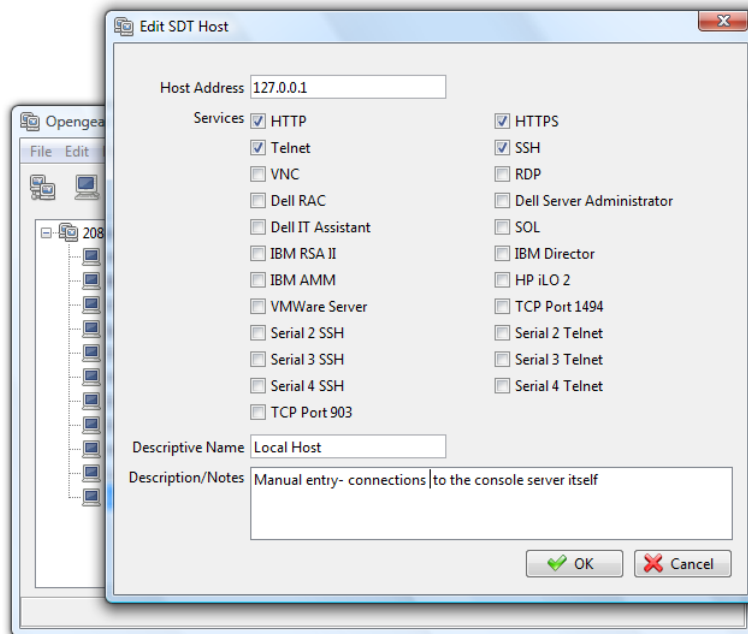 Edit SDT Host
Host Address 127.0.0.1
Services HTTP HTTPS
Telnet SSH
VNC RDP
Dell RAC Dell Server Administrator
Dell IT Assistant SOL
IBM RSA II IBM Director
IBM AMM HP iLO 2
VMWare Server TCP Port 1494
Serial 2 SSH Serial 2 Telnet
Serial 3 SSH Serial 3 Telnet
Serial 4 SSH Serial 4 Telnet
TCP Port 903
Descriptive Name Local Host
Description/Notes Manual entry- connections to the console server itself
OK Cancel
Opengea
File Edit
208